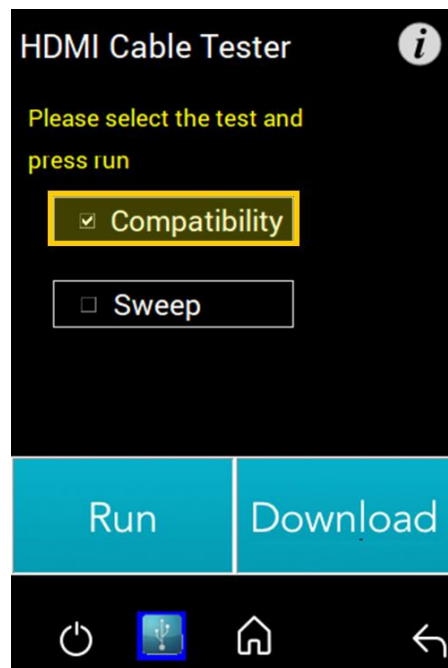 HDMI Cable Tester
i
Please select the test and
press run
Compatibility
Sweep
Run
Download